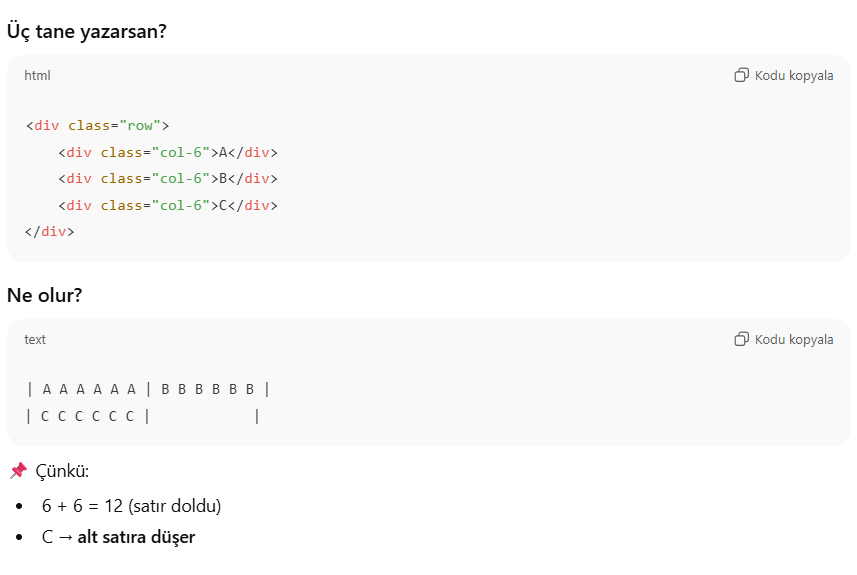 Üç tane yazarsan?
html
Kodu kopyala
<div class="row">
    <div class="col-6">A</div>
    <div class="col-6">B</div>
    <div class="col-6">C</div>
</div>
Ne olur?
text
Kodu kopyala
| A A A A A A | B B B B B B |
| C C C C C C |             |
📌 Çünkü:
• 6 + 6 = 12 (satır doldu)
• C → alt satıra düşer